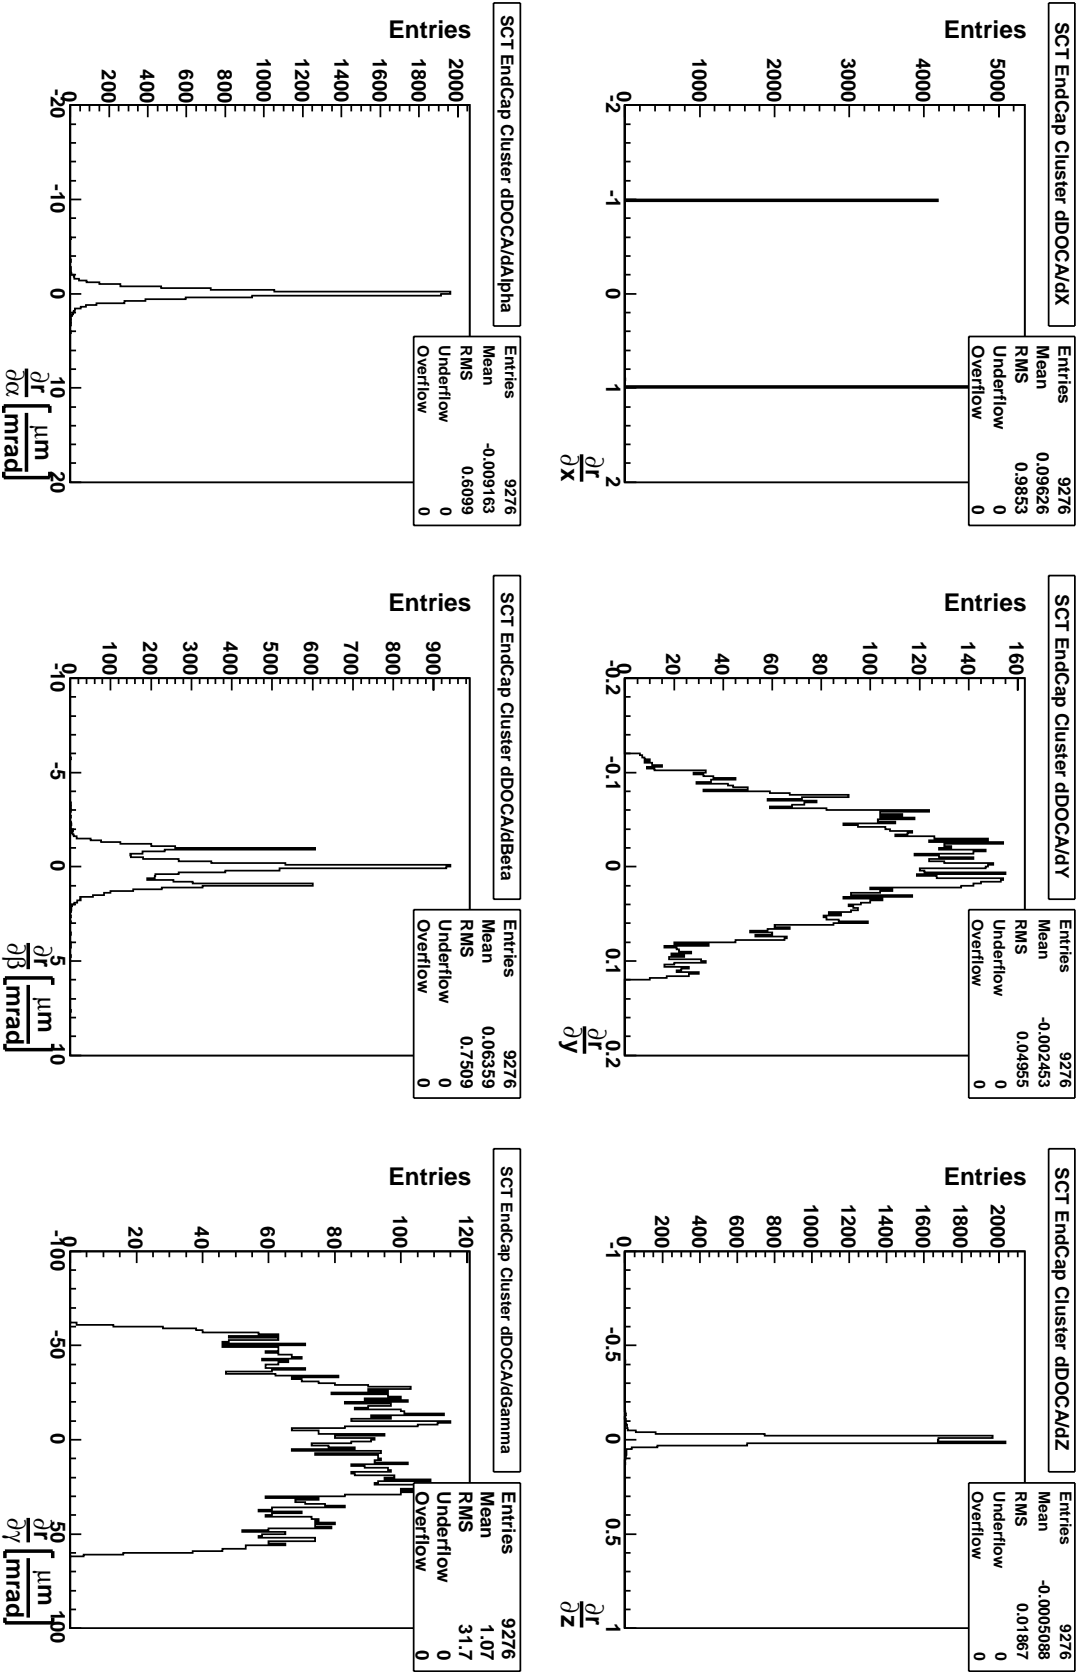 SCT EndCap Cluster dDOCA/dX
Entries 9276
Mean 0.09626
RMS 0.9853
Underflow 0
Overflow 0
Entries
5000
4000
3000
2000
1000
-2 -1 0 1 2
∂r
∂x
SCT EndCap Cluster dDOCA/dY
Entries 9276
Mean -0.002453
RMS 0.04955
Underflow 0
Overflow 0
Entries
160
140
120
100
80
60
40
20
0
-0.2 -0.1 0 0.1 0.2
∂r
∂y
SCT EndCap Cluster dDOCA/dZ
Entries 9276
Mean -0.0005088
RMS 0.01867
Underflow 0
Overflow 0
Entries
2000
1800
1600
1400
1200
1000
800
600
400
200
0
-1 -0.5 0 0.5 1
∂r
∂z
SCT EndCap Cluster dDOCA/dAlpha
Entries 9276
Mean -0.009163
RMS 0.6099
Underflow 0
Overflow 0
Entries
2000
1800
1600
1400
1200
1000
800
600
400
200
0
-20 -10 0 10 20
∂r [ μm ]
∂α [ mrad ]
SCT EndCap Cluster dDOCA/dBeta
Entries 9276
Mean 0.06359
RMS 0.7509
Underflow 0
Overflow 0
Entries
900
800
700
600
500
400
300
200
100
0
-10 -5 0 5 10
∂r [ μm ]
∂β [ mrad ]
SCT EndCap Cluster dDOCA/dGamma
Entries 9276
Mean 1.07
RMS 31.7
Underflow 0
Overflow 0
Entries
120
100
80
60
40
20
0
-100 -50 0 50 100
∂r [ μm ]
∂γ [ mrad ]